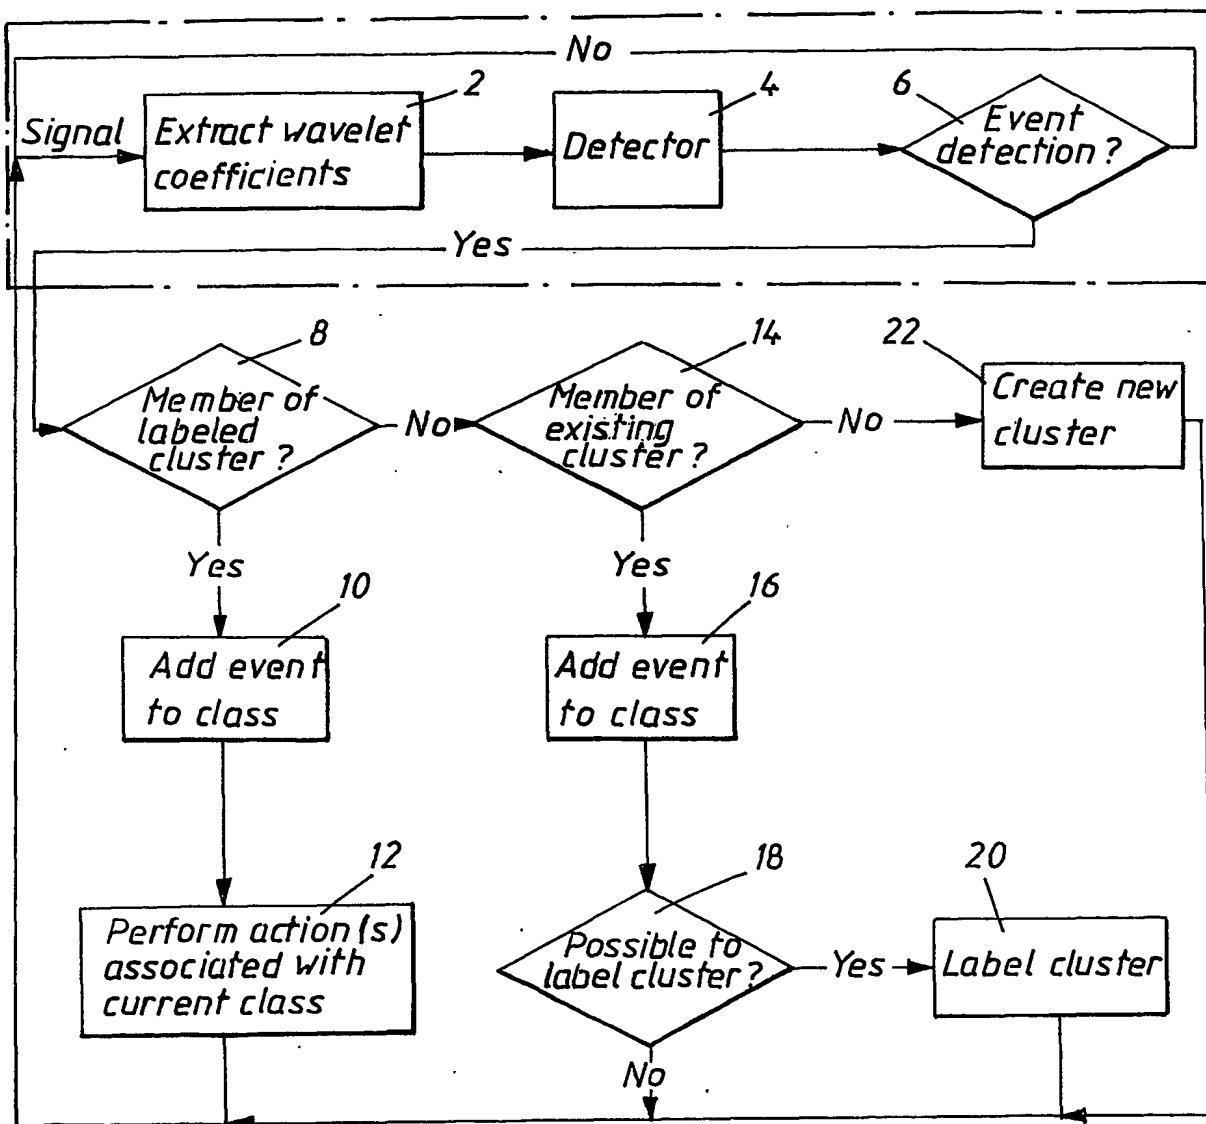 No
2
4
6
Signal
Extract wavelet
coefficients
Detector
Event
detection?
Yes
8
14
22
Member of
labeled
cluster?
No
Member of
existing
cluster?
No
Create new
cluster
Yes
Yes
10
16
Add event
to class
Add event
to class
12
18
20
Perform action(s)
associated with
current class
Possible to
label cluster?
Yes
Label cluster
No